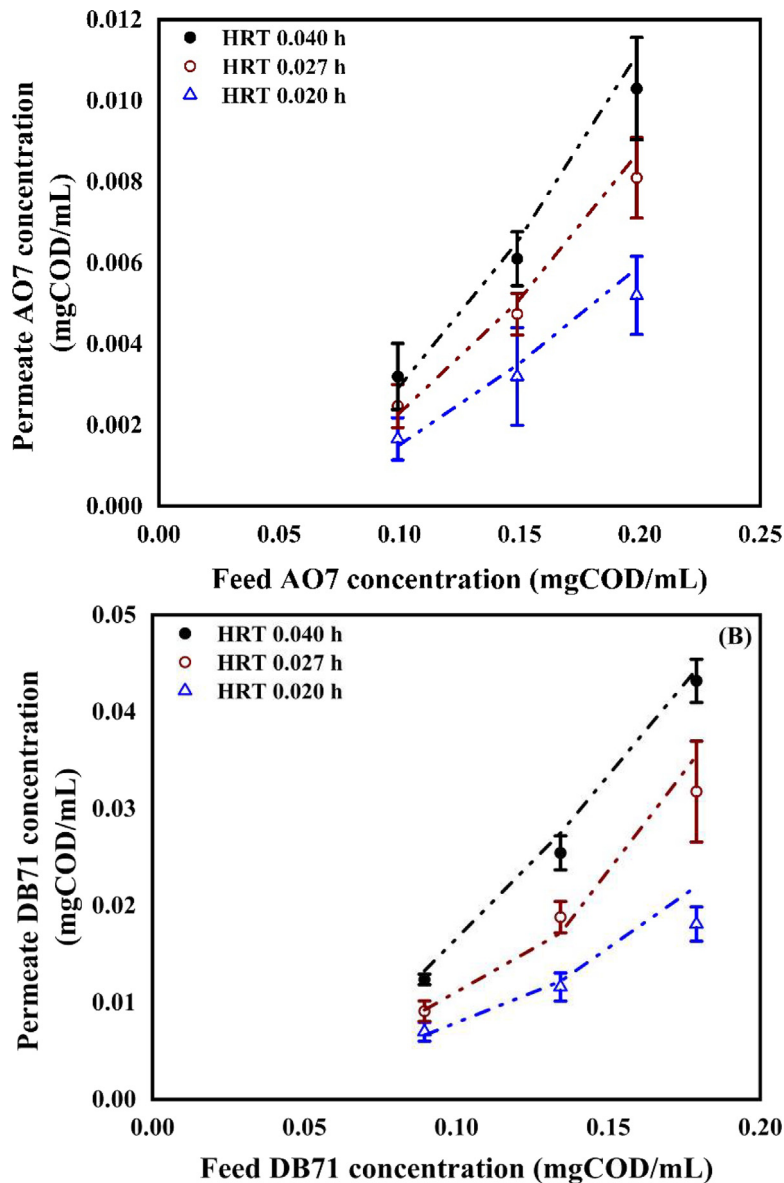 0.012
0.010
0.008
0.006
0.004
0.002
0.000
Permeate AO7 concentration
(mgCOD/mL)
HRT 0.040 h
HRT 0.027 h
HRT 0.020 h
0.00 0.05 0.10 0.15 0.20 0.25
Feed AO7 concentration (mgCOD/mL)
0.05
0.04
0.03
0.02
0.01
0.00
Permeate DB71 concentration
(mgCOD/mL)
HRT 0.040 h
HRT 0.027 h
HRT 0.020 h
(B)
0.00 0.05 0.10 0.15 0.20
Feed DB71 concentration (mgCOD/mL)